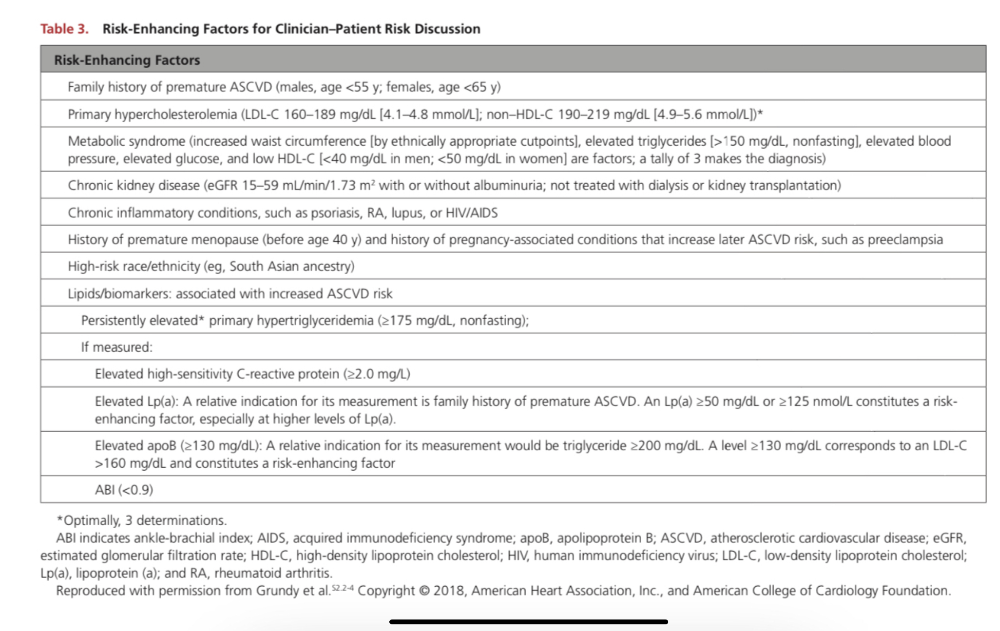 Table 3. Risk-Enhancing Factors for Clinician–Patient Risk Discussion
Risk-Enhancing Factors
Family history of premature ASCVD (males, age <55 y; females, age <65 y)
Primary hypercholesterolemia (LDL-C 160–189 mg/dL [4.1–4.8 mmol/L]; non–HDL-C 190–219 mg/dL [4.9–5.6 mmol/L])*
Metabolic syndrome (increased waist circumference [by ethnically appropriate cutpoints], elevated triglycerides [>150 mg/dL, nonfasting], elevated blood
pressure, elevated glucose, and low HDL-C [<40 mg/dL in men; <50 mg/dL in women] are factors; a tally of 3 makes the diagnosis)
Chronic kidney disease (eGFR 15–59 mL/min/1.73 m² with or without albuminuria; not treated with dialysis or kidney transplantation)
Chronic inflammatory conditions, such as psoriasis, RA, lupus, or HIV/AIDS
History of premature menopause (before age 40 y) and history of pregnancy-associated conditions that increase later ASCVD risk, such as preeclampsia
High-risk race/ethnicity (eg, South Asian ancestry)
Lipids/biomarkers: associated with increased ASCVD risk
Persistently elevated* primary hypertriglyceridemia (≥175 mg/dL, nonfasting);
If measured:
Elevated high-sensitivity C-reactive protein (≥2.0 mg/L)
Elevated Lp(a): A relative indication for its measurement is family history of premature ASCVD. An Lp(a) ≥50 mg/dL or ≥125 nmol/L constitutes a risk-
enhancing factor, especially at higher levels of Lp(a).
Elevated apoB (≥130 mg/dL): A relative indication for its measurement would be triglyceride ≥200 mg/dL. A level ≥130 mg/dL corresponds to an LDL-C
>160 mg/dL and constitutes a risk-enhancing factor
ABI (<0.9)
*Optimally, 3 determinations.
ABI indicates ankle-brachial index; AIDS, acquired immunodeficiency syndrome; apoB, apolipoprotein B; ASCVD, atherosclerotic cardiovascular disease; eGFR,
estimated glomerular filtration rate; HDL-C, high-density lipoprotein cholesterol; HIV, human immunodeficiency virus; LDL-C, low-density lipoprotein cholesterol;
Lp(a), lipoprotein (a); and RA, rheumatoid arthritis.
Reproduced with permission from Grundy et al.S2.2-4 Copyright © 2018, American Heart Association, Inc., and American College of Cardiology Foundation.